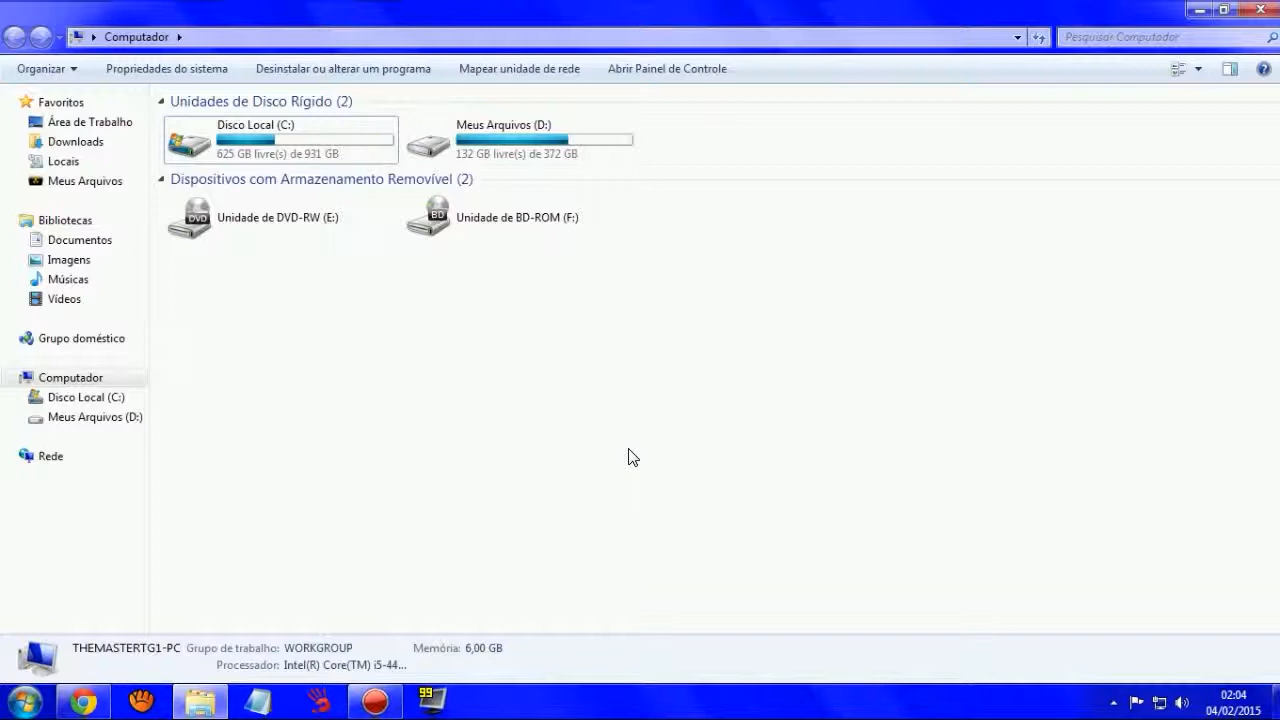 Computador
Pesquisar Computador
Organizar
Propriedades do sistema
Desinstalar ou alterar um programa
Mapear unidade de rede
Abrir Painel de Controle
Favoritos
Área de Trabalho
Downloads
Locais
Meus Arquivos
Bibliotecas
Documentos
Imagens
Músicas
Vídeos
Grupo doméstico
Computador
Disco Local (C:)
Meus Arquivos (D:)
Rede
Unidades de Disco Rígido (2)
Disco Local (C:)
625 GB livre(s) de 931 GB
Meus Arquivos (D:)
132 GB livre(s) de 372 GB
Dispositivos com Armazenamento Removível (2)
DVD
Unidade de DVD-RW (E:)
BD
Unidade de BD-ROM (F:)
THEMASTERTG1-PC Grupo de trabalho: WORKGROUP Memória: 6,00 GB
Processador: Intel(R) Core(TM) i5-44...
99
02:04
04/02/2015